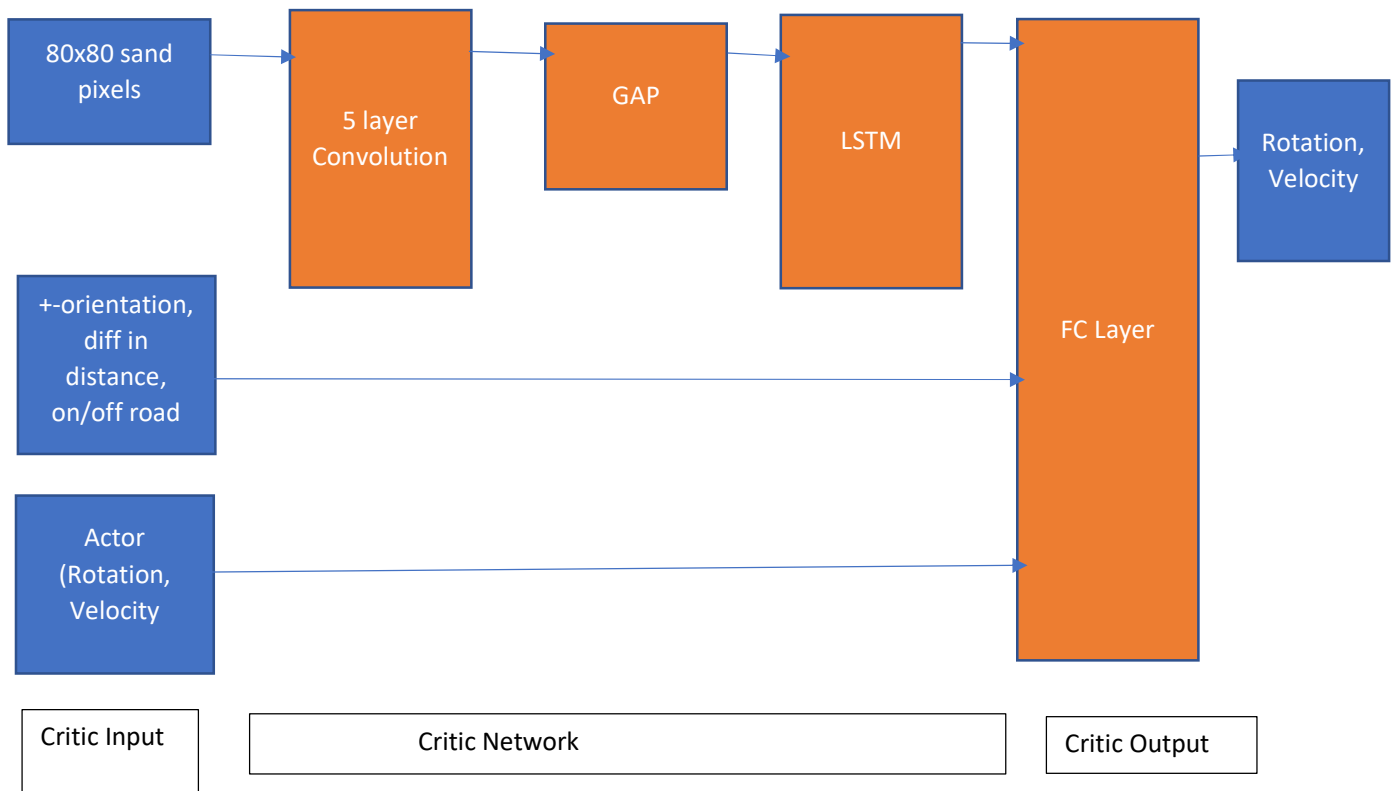 80x80 sand
pixels
5 layer
Convolution
GAP
LSTM
FC Layer
Rotation,
Velocity
+-orientation,
diff in
distance,
on/off road
Actor
(Rotation,
Velocity
Critic Input
Critic Network
Critic Output